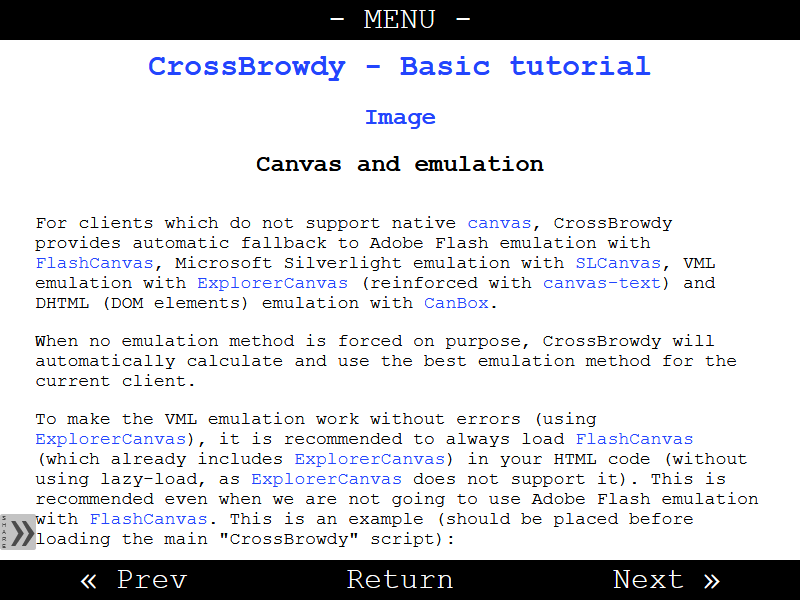 - MENU -
CrossBrowdy - Basic tutorial
Image
Canvas and emulation
For clients which do not support native canvas, CrossBrowdy
provides automatic fallback to Adobe Flash emulation with
FlashCanvas, Microsoft Silverlight emulation with SLCanvas, VML
emulation with ExplorerCanvas (reinforced with canvas-text) and
DHTML (DOM elements) emulation with CanBox.
When no emulation method is forced on purpose, CrossBrowdy will
automatically calculate and use the best emulation method for the
current client.
To make the VML emulation work without errors (using
ExplorerCanvas), it is recommended to always load FlashCanvas
(which already includes ExplorerCanvas) in your HTML code (without
using lazy-load, as ExplorerCanvas does not support it). This is
recommended even when we are not going to use Adobe Flash emulation
with FlashCanvas. This is an example (should be placed before
loading the main "CrossBrowdy" script):
SHARE »
« Prev
Return
Next »